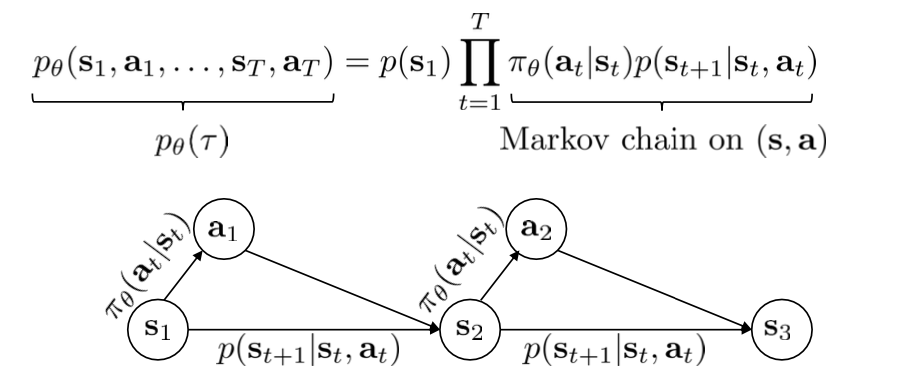 p_θ(s_1, a_1, …, s_T, a_T) = p(s_1) ∏_{t=1}^{T} π_θ(a_t|s_t)p(s_{t+1}|s_t, a_t)
p_θ(τ) Markov chain on (s, a)
π_θ(a_t|s_t) a_1 π_θ(a_t|s_t) a_2
s_1 s_2 s_3
p(s_{t+1}|s_t, a_t) p(s_{t+1}|s_t, a_t)